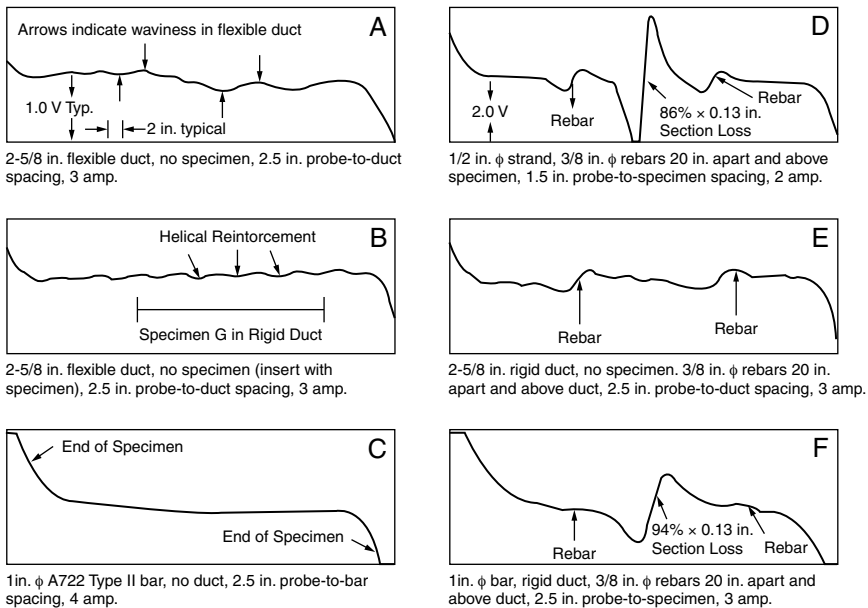 A
Arrows indicate waviness in flexible duct
1.0 V Typ.
2 in. typical
2-5/8 in. flexible duct, no specimen, 2.5 in. probe-to-duct
spacing, 3 amp.
B
Helical Reintorcement
Specimen G in Rigid Duct
2-5/8 in. flexible duct, no specimen (insert with
specimen), 2.5 in. probe-to-duct spacing, 3 amp.
C
End of Specimen
End of Specimen
1in. ϕ A722 Type II bar, no duct, 2.5 in. probe-to-bar
spacing, 4 amp.
D
2.0 V
Rebar
Rebar
86% × 0.13 in.
Section Loss
1/2 in. ϕ strand, 3/8 in. ϕ rebars 20 in. apart and above
specimen, 1.5 in. probe-to-specimen spacing, 2 amp.
E
Rebar
Rebar
2-5/8 in. rigid duct, no specimen. 3/8 in. ϕ rebars 20 in.
apart and above duct, 2.5 in. probe-to-duct spacing, 3 amp.
F
Rebar
94% × 0.13 in.
Section Loss
Rebar
1in. ϕ bar, rigid duct, 3/8 in. ϕ rebars 20 in. apart and
above duct, 2.5 in. probe-to-specimen, 3 amp.